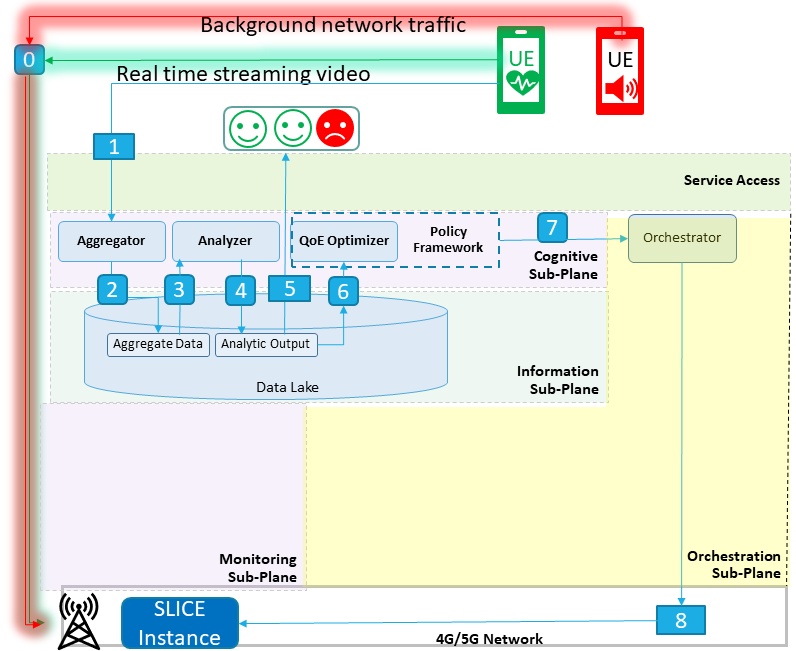 Background network traffic
0
UE
UE
Real time streaming video
1
Service Access
Aggregator
Analyzer
QoE Optimizer
Policy
Framework
7
Orchestrator
Cognitive
Sub-Plane
2
3
4
5
6
Aggregate Data
Analytic Output
Data Lake
Information
Sub-Plane
Monitoring
Sub-Plane
Orchestration
Sub-Plane
SLICE
Instance
8
4G/5G Network